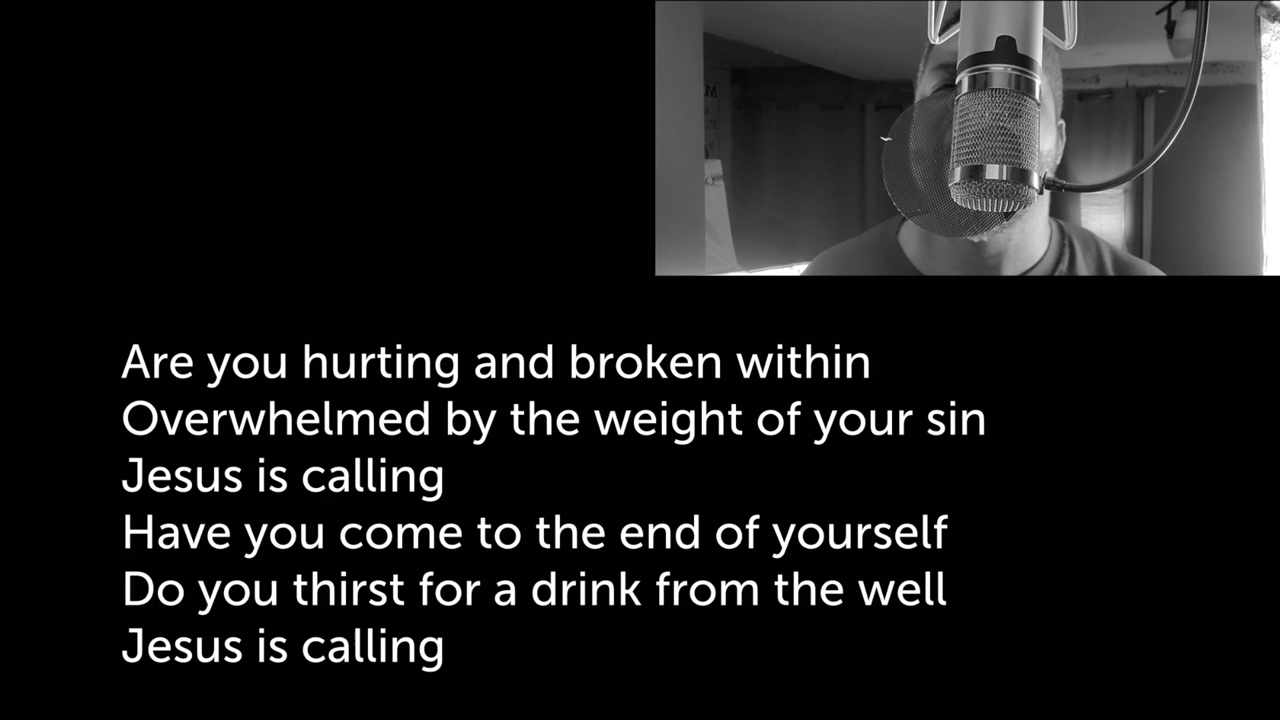 Are you hurting and broken within
Overwhelmed by the weight of your sin
Jesus is calling
Have you come to the end of yourself
Do you thirst for a drink from the well
Jesus is calling